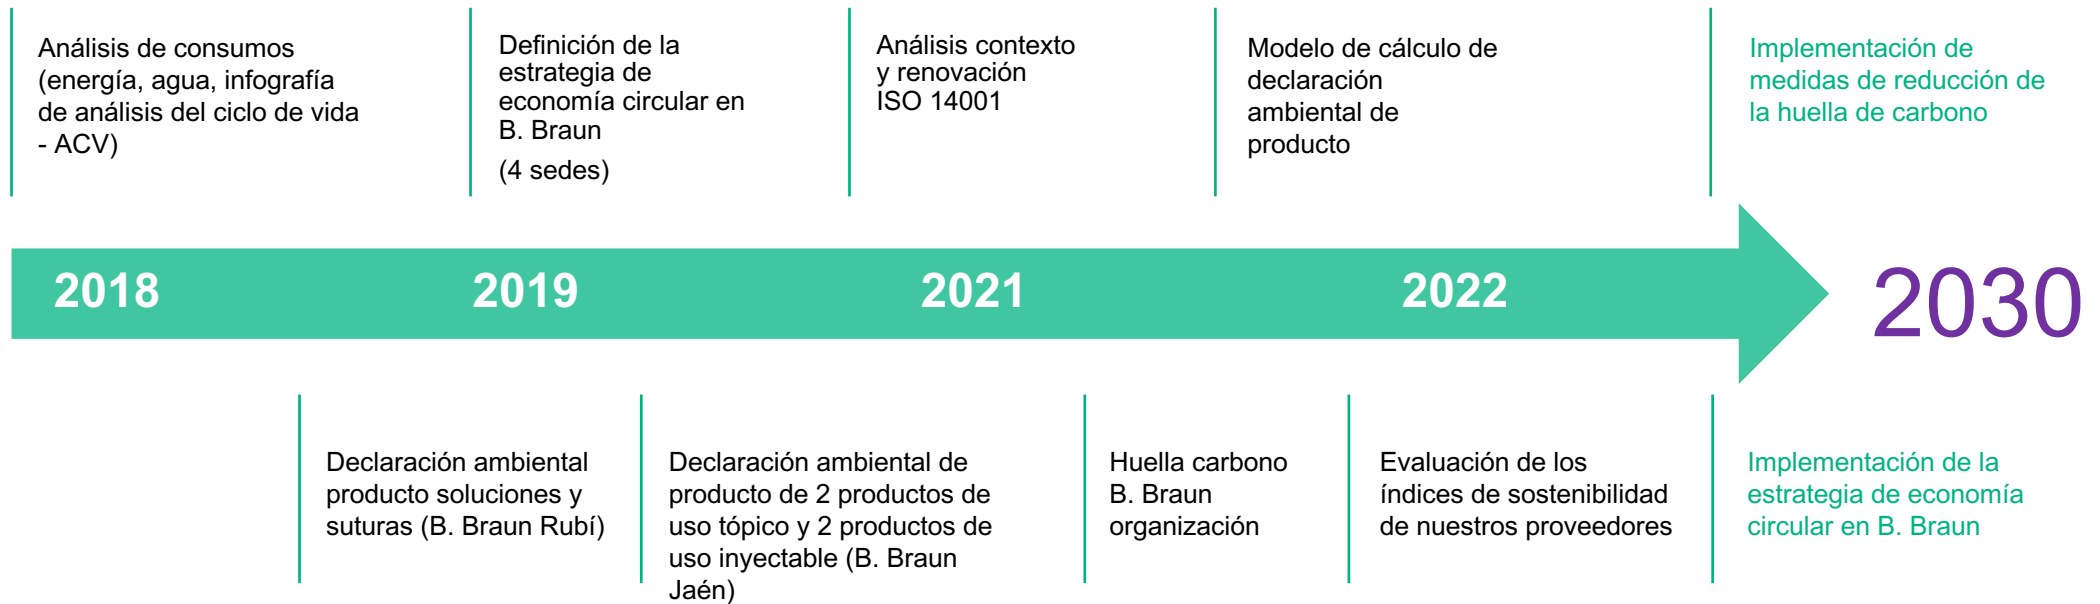 Análisis de consumos
(energía, agua, infografía
de análisis del ciclo de vida
- ACV)
Definición de la
estrategia de
economía circular en
B. Braun
(4 sedes)
Análisis contexto
y renovación
ISO 14001
Modelo de cálculo de
declaración
ambiental de
producto
Implementación de
medidas de reducción de
la huella de carbono
2018
2019
2021
2022
2030
Declaración ambiental
producto soluciones y
suturas (B. Braun Rubí)
Declaración ambiental de
producto de 2 productos de
uso tópico y 2 productos de
uso inyectable (B. Braun
Jaén)
Huella carbono
B. Braun
organización
Evaluación de los
índices de sostenibilidad
de nuestros proveedores
Implementación de la
estrategia de economía
circular en B. Braun